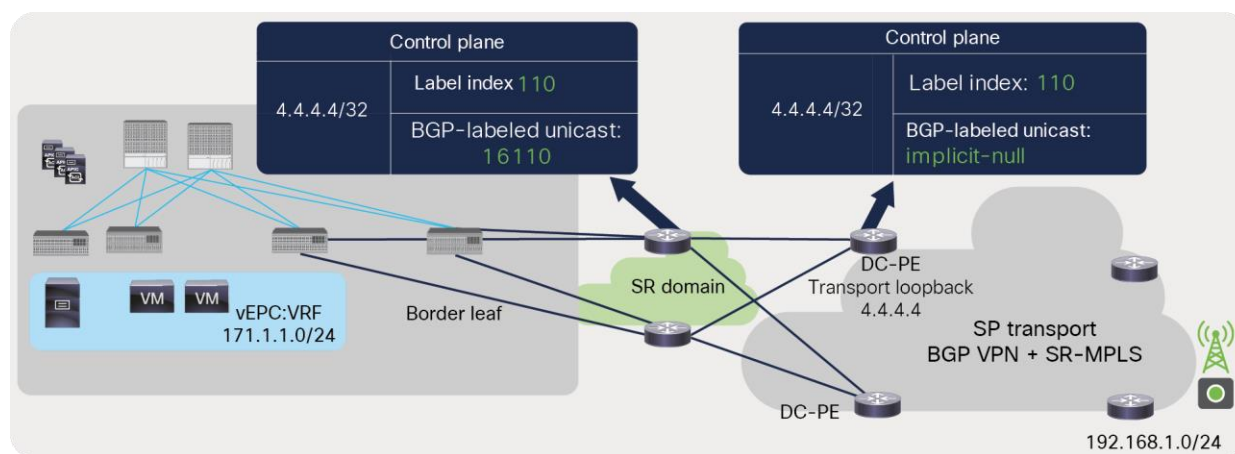 Control plane
4.4.4.4/32
Label index 110
BGP-labeled unicast:
16110
Control plane
4.4.4.4/32
Label index: 110
BGP-labeled unicast:
implicit-null
VM
VM
vEPC:VRF
171.1.1.0/24
Border leaf
SR domain
DC-PE
Transport loopback
4.4.4.4
SP transport
BGP VPN + SR-MPLS
DC-PE
192.168.1.0/24